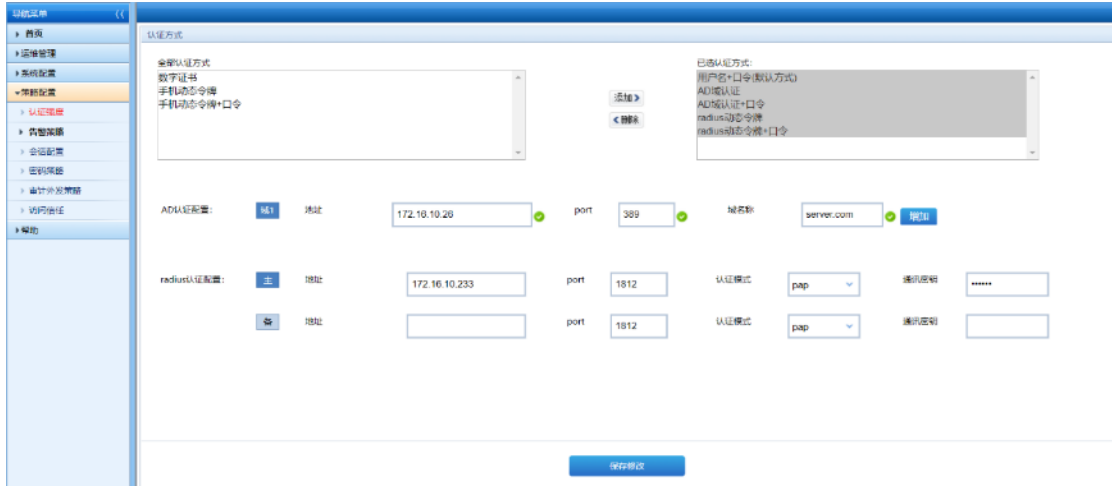 导航菜单
首页
运维管理
系统配置
策略配置
认证强度
告警策略
会话配置
密码策略
审计外发策略
访问信任
帮助
认证方式
全部认证方式
数字证书
手机动态令牌
手机动态令牌+口令
添加
删除
已选认证方式:
用户名+口令(默认方式)
AD域认证
AD域认证+口令
radius动态令牌
radius动态令牌+口令
AD认证配置: 域1 地址 172.16.10.26 port 389 域名称 server.com 增加
radius认证配置: 主 地址 172.16.10.233 port 1812 认证模式 pap 通讯密钥 ••••••
备 地址 port 1812 认证模式 pap 通讯密钥
保存修改